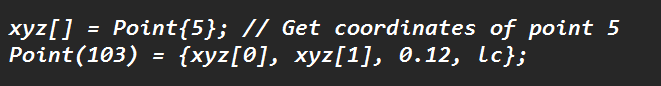 xyz[] = Point{5}; // Get coordinates of point 5
Point(103) = {xyz[0], xyz[1], 0.12, lc};